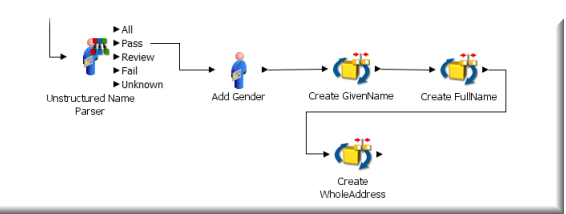 All
Pass
Review
Fail
Unknown
Unstructured Name
Parser
Add Gender
Create GivenName
Create FullName
Create
WholeAddress